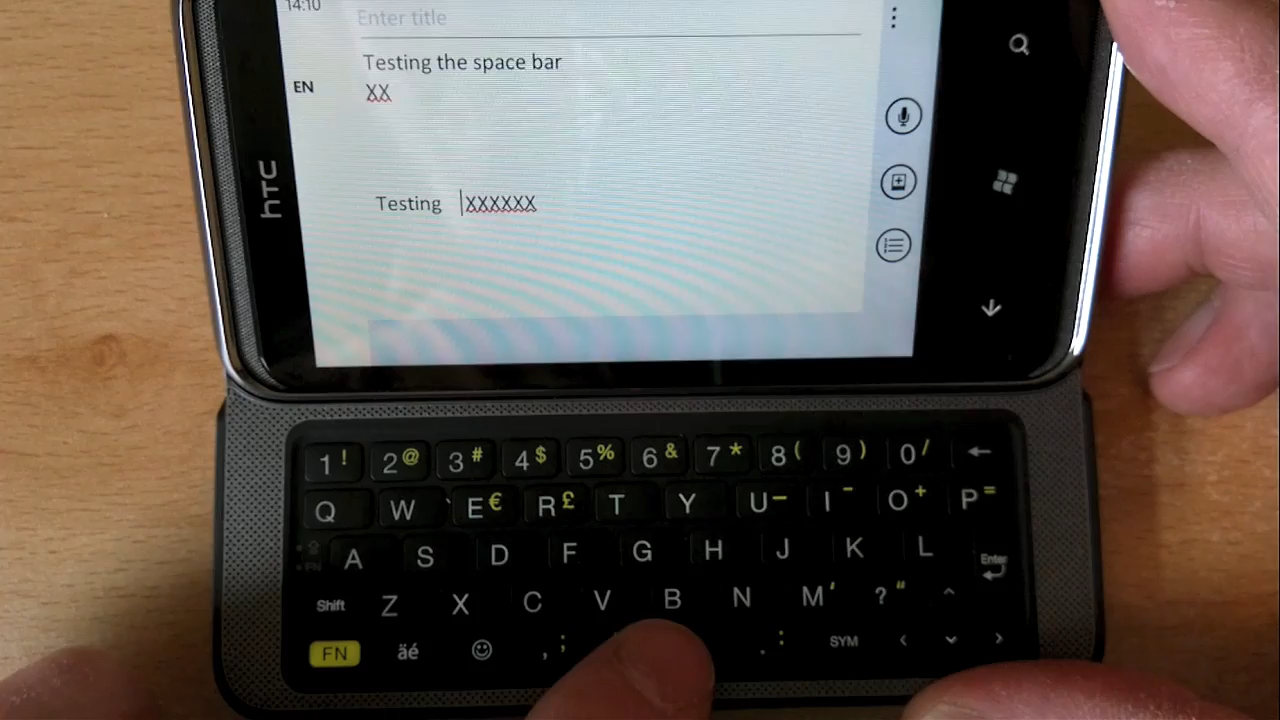 14:10
Enter title
Testing the space bar
EN
XX
hTC
Testing XXXXXX
1 ! 2 @ 3 # 4 $ 5 % 6 & 7 * 8 ( 9 ) 0 / ←
Q W E € R £ T Y U – I - O + P =
A S D F G H J K L Enter
Shift Z X C V B N M ' ? " ^
FN äé ☺ , ; . : SYM < ⌄ >